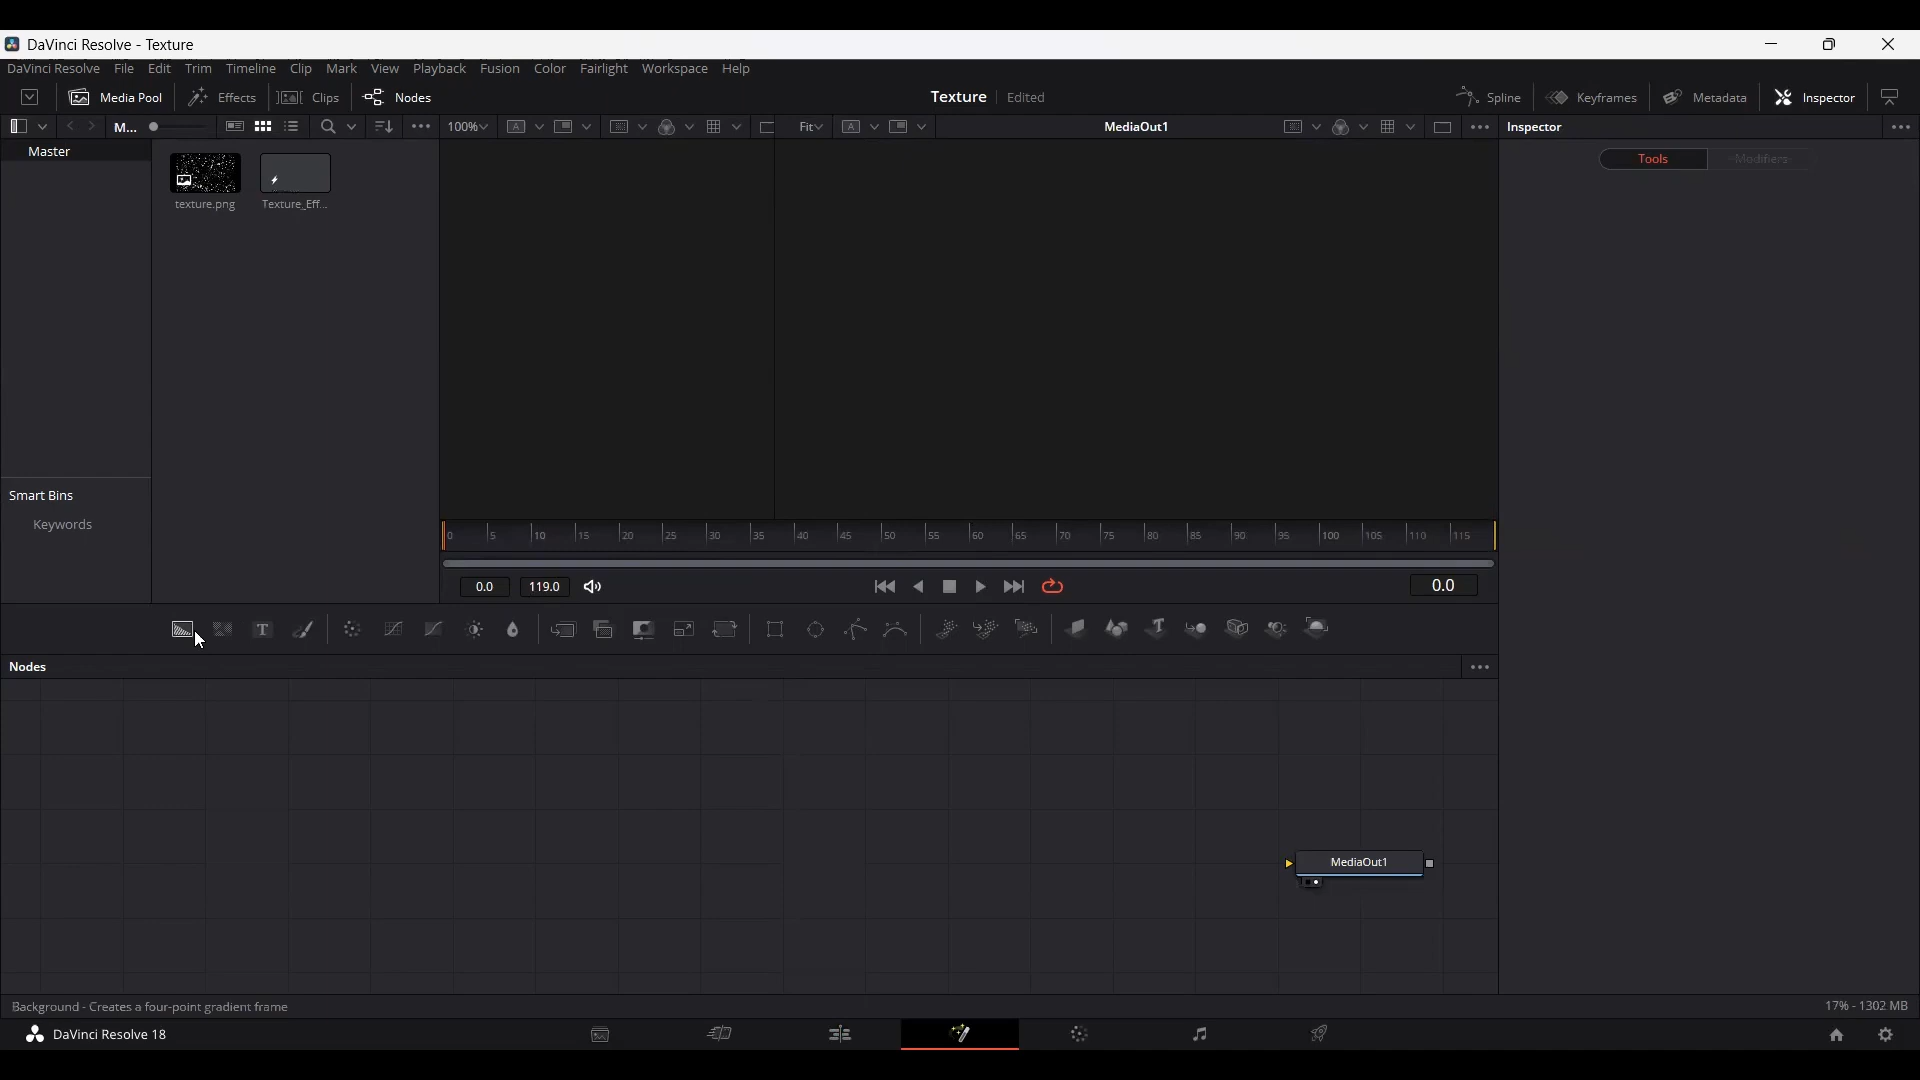 DaVinci Resolve - Texture
DaVinci Resolve File Edit Trim Timeline Clip Mark View Playback Fusion Color Fairlight Workspace Help
Media Pool Effects Clips Nodes Texture Edited Spline Keyframes Metadata Inspector
M... 100% A Fit A MediaOut1 ••• Inspector •••
Master
Tools Modifiers
texture.png Texture_Eff...
Smart Bins
Keywords
0 5 10 15 20 25 30 35 40 45 50 55 60 65 70 75 80 85 90 95 100 105 110 115
0.0 119.0 0.0
T
Nodes •••
MediaOut1
Background - Creates a four-point gradient frame 17% - 1302 MB
DaVinci Resolve 18